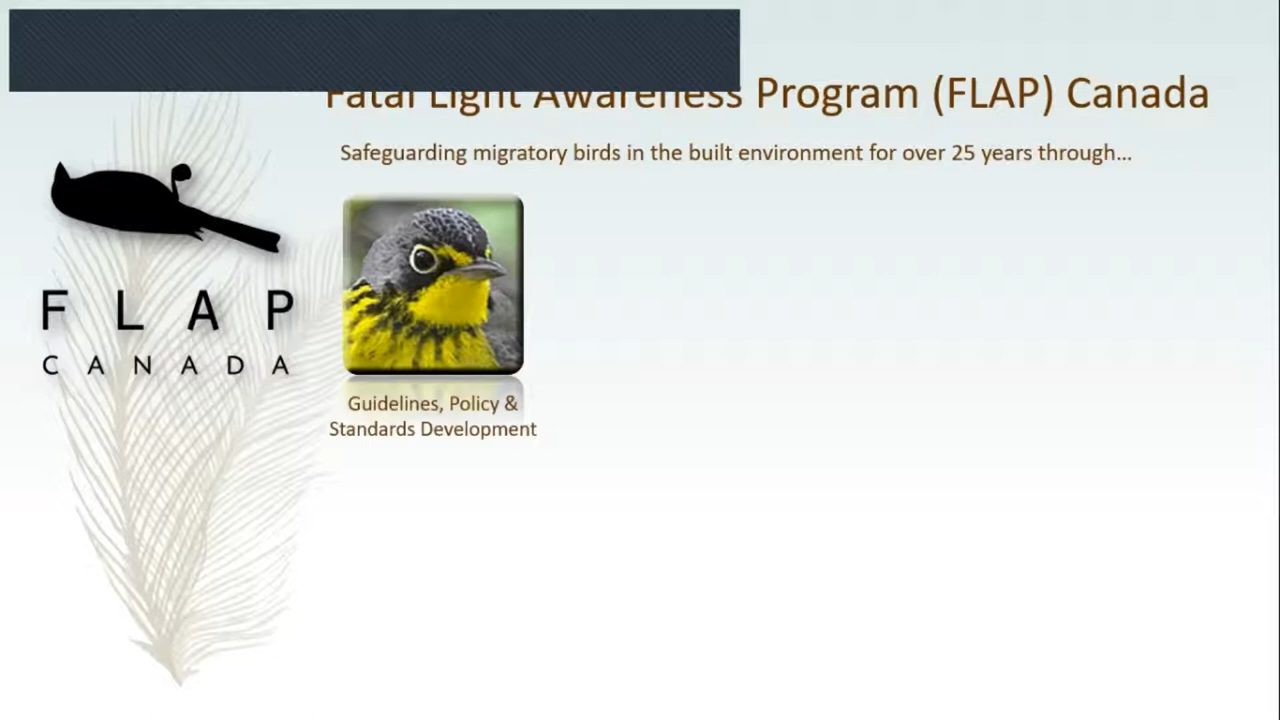 Fatal Light Awareness Program (FLAP) Canada
Safeguarding migratory birds in the built environment for over 25 years through...
FLAP
CANADA
Guidelines, Policy &
Standards Development